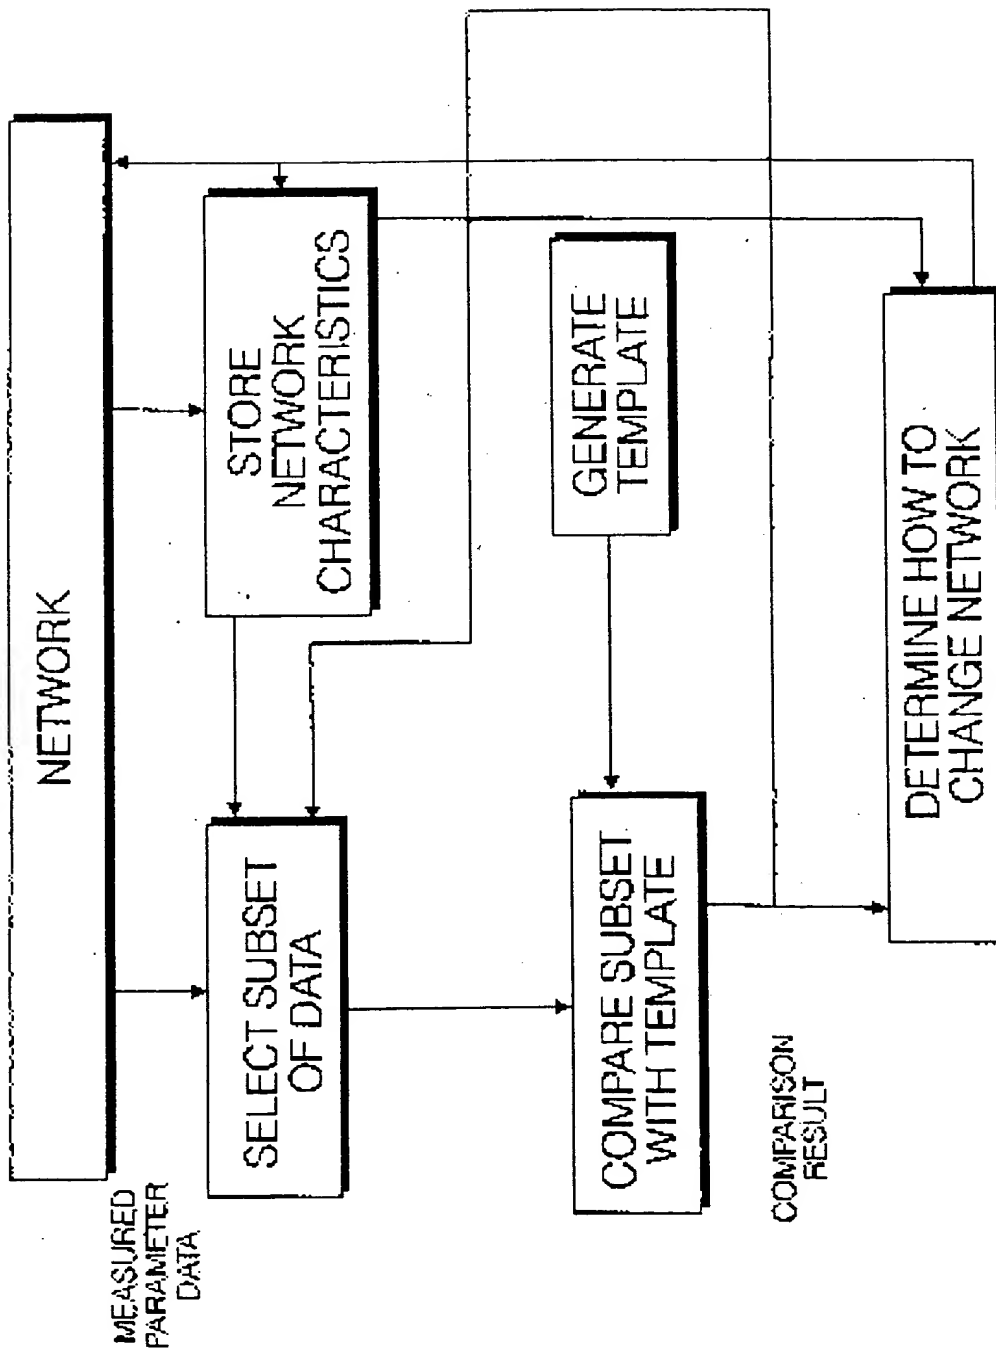 NETWORK
MEASURED
PARAMETER
DATA
STORE
NETWORK
CHARACTERISTICS
SELECT SUBSET
OF DATA
GENERATE
TEMPLATE
COMPARE SUBSET
WITH TEMPLATE
COMPARISON
RESULT
DETERMINE HOW TO
CHANGE NETWORK